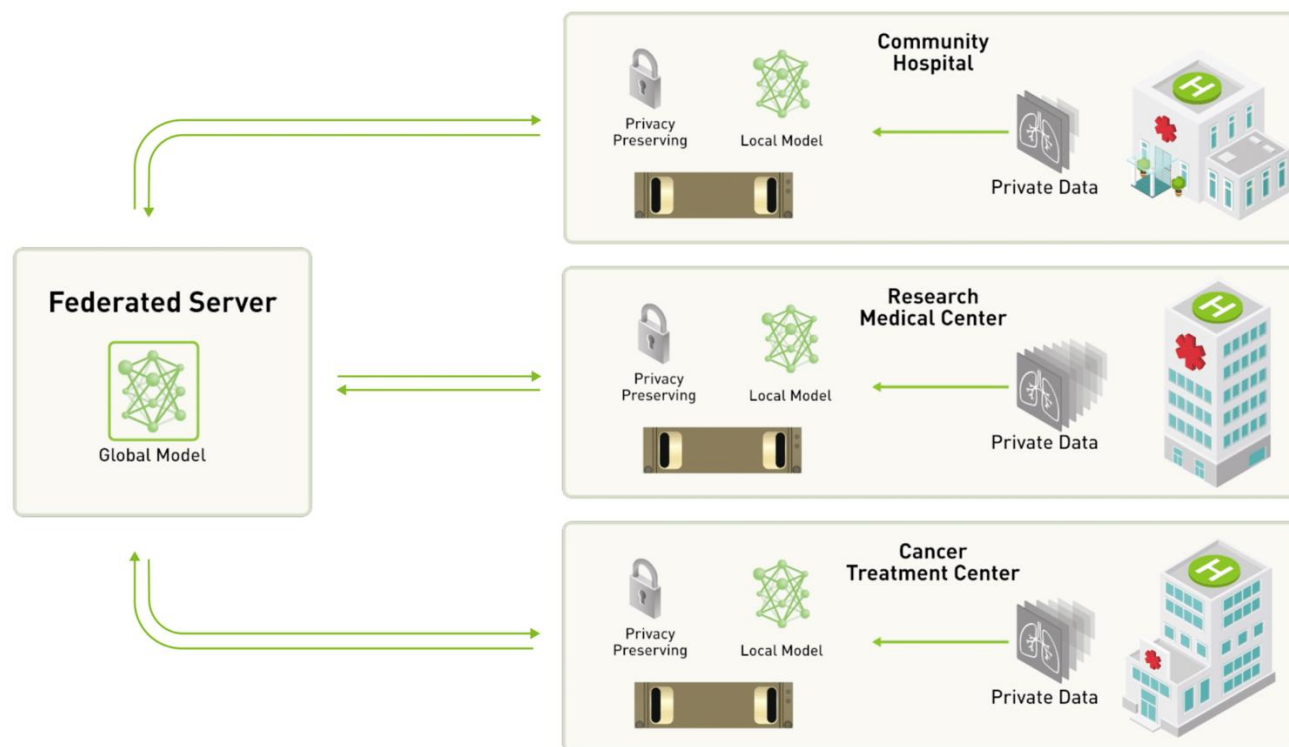 Federated Server
Global Model
Community
Hospital
Privacy
Preserving
Local Model
Private Data
H
Research
Medical Center
Privacy
Preserving
Local Model
Private Data
H
Cancer
Treatment Center
Privacy
Preserving
Local Model
Private Data
H